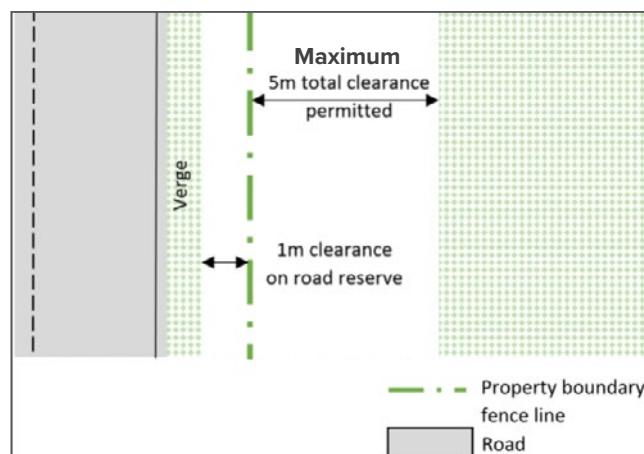 Maximum
5m total clearance
permitted
Verge
1m clearance
on road reserve
Property boundary
fence line
Road